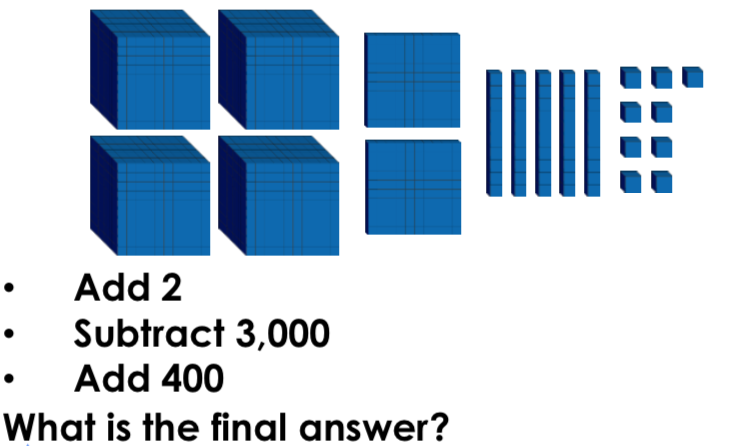 • Add 2
• Subtract 3,000
• Add 400
What is the final answer?